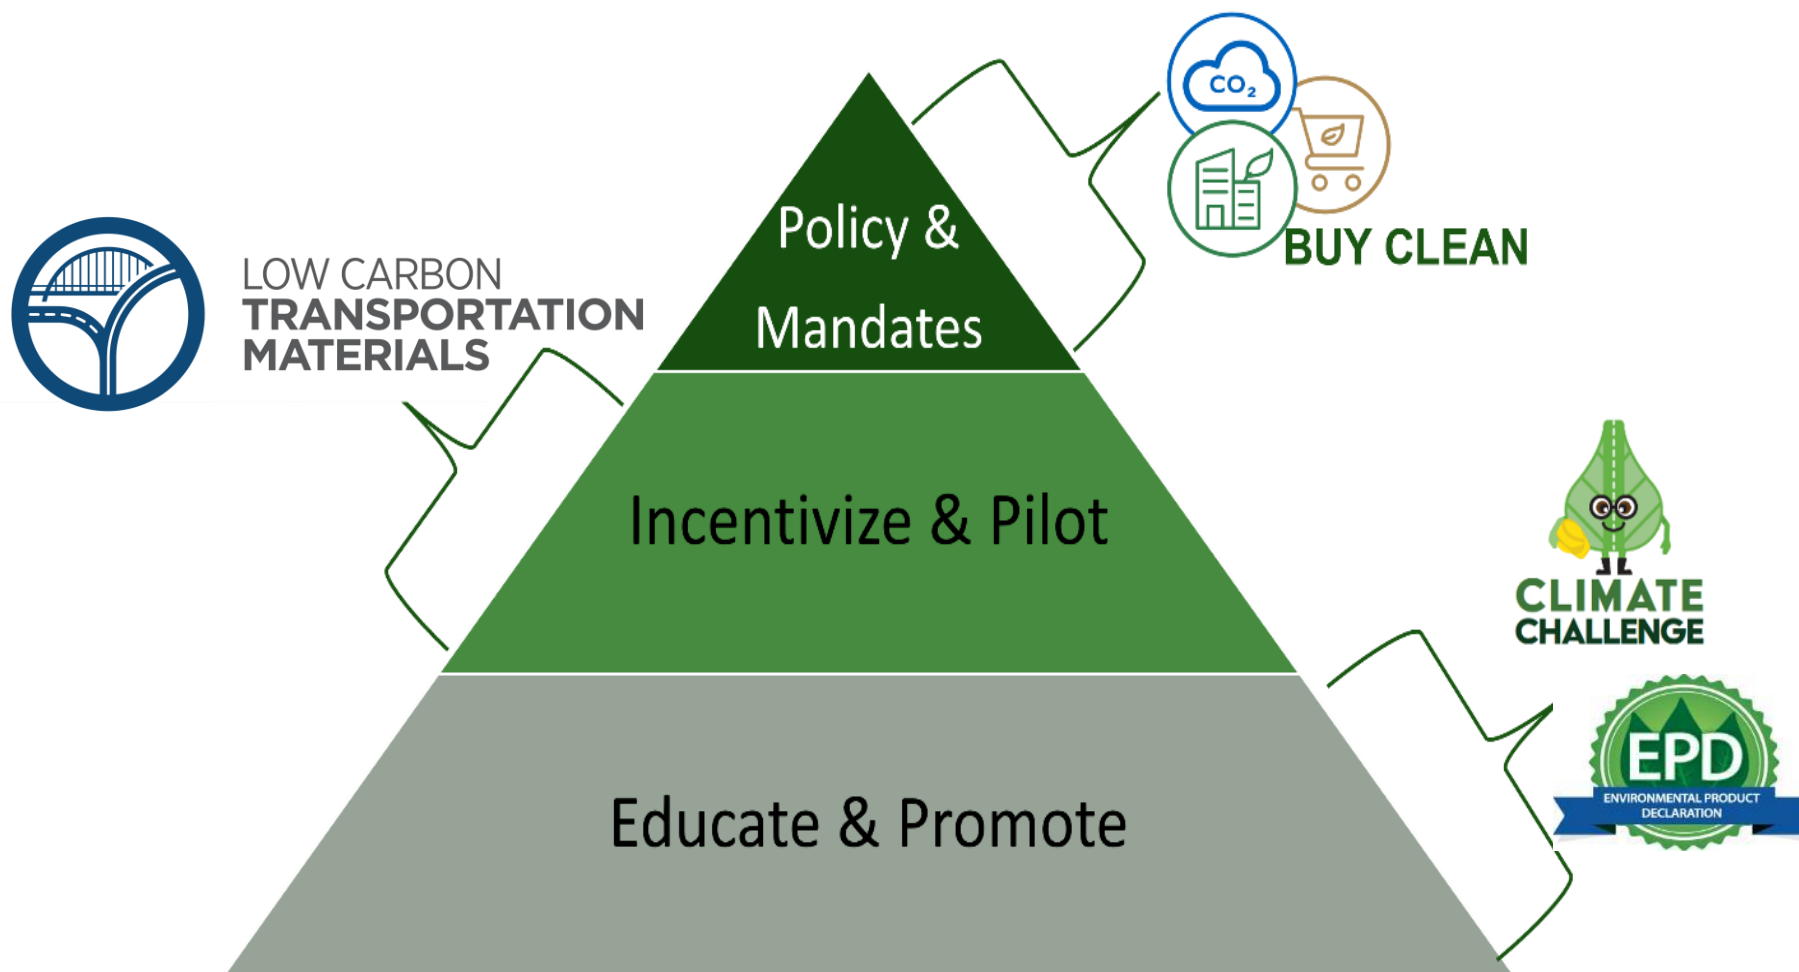 CO₂
BUY CLEAN
Policy &
Mandates
LOW CARBON
TRANSPORTATION
MATERIALS
Incentivize & Pilot
CLIMATE
CHALLENGE
EPD
ENVIRONMENTAL PRODUCT
DECLARATION
Educate & Promote